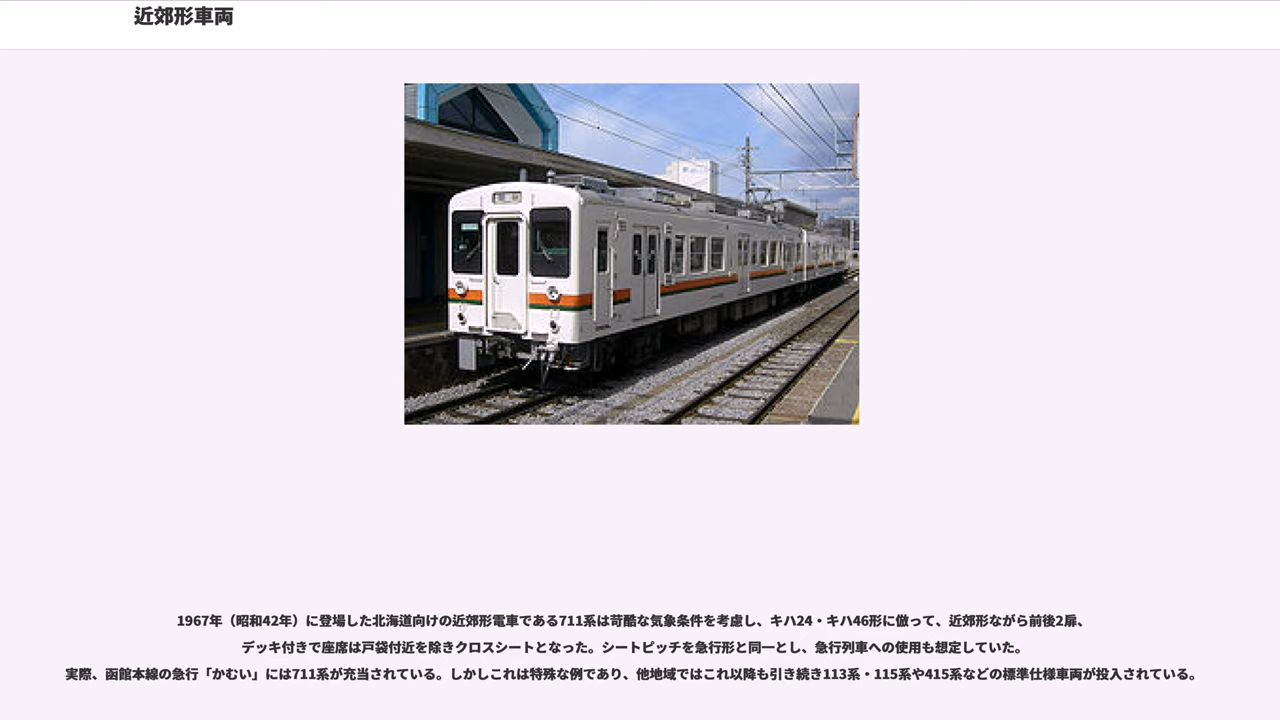 近郊形車両
1967年（昭和42年）に登場した北海道向けの近郊形電車である711系は苛酷な気象条件を考慮し、キハ24・キハ46形に倣って、近郊形ながら前後2扉、
デッキ付きで座席は戸袋付近を除きクロスシートとなった。シートピッチを急行形と同一とし、急行列車への使用も想定していた。
実際、函館本線の急行「かむい」には711系が充当されている。しかしこれは特殊な例であり、他地域ではこれ以降も引き続き113系・115系や415系などの標準仕様車両が投入されている。